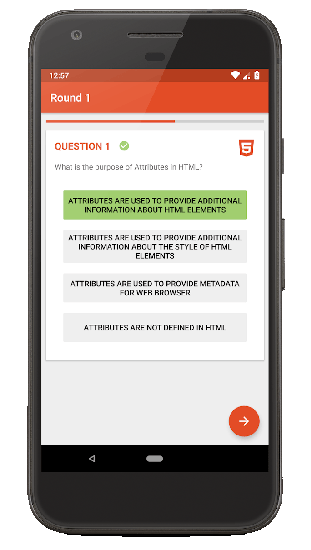 12:57
Round 1
QUESTION 1
5
What is the purpose of Attributes in HTML?
ATTRIBUTES ARE USED TO PROVIDE ADDITIONAL
INFORMATION ABOUT HTML ELEMENTS
ATTRIBUTES ARE USED TO PROVIDE ADDITIONAL
INFORMATION ABOUT THE STYLE OF HTML
ELEMENTS
ATTRIBUTES ARE USED TO PROVIDE METADATA
FOR WEB BROWSER
ATTRIBUTES ARE NOT DEFINED IN HTML